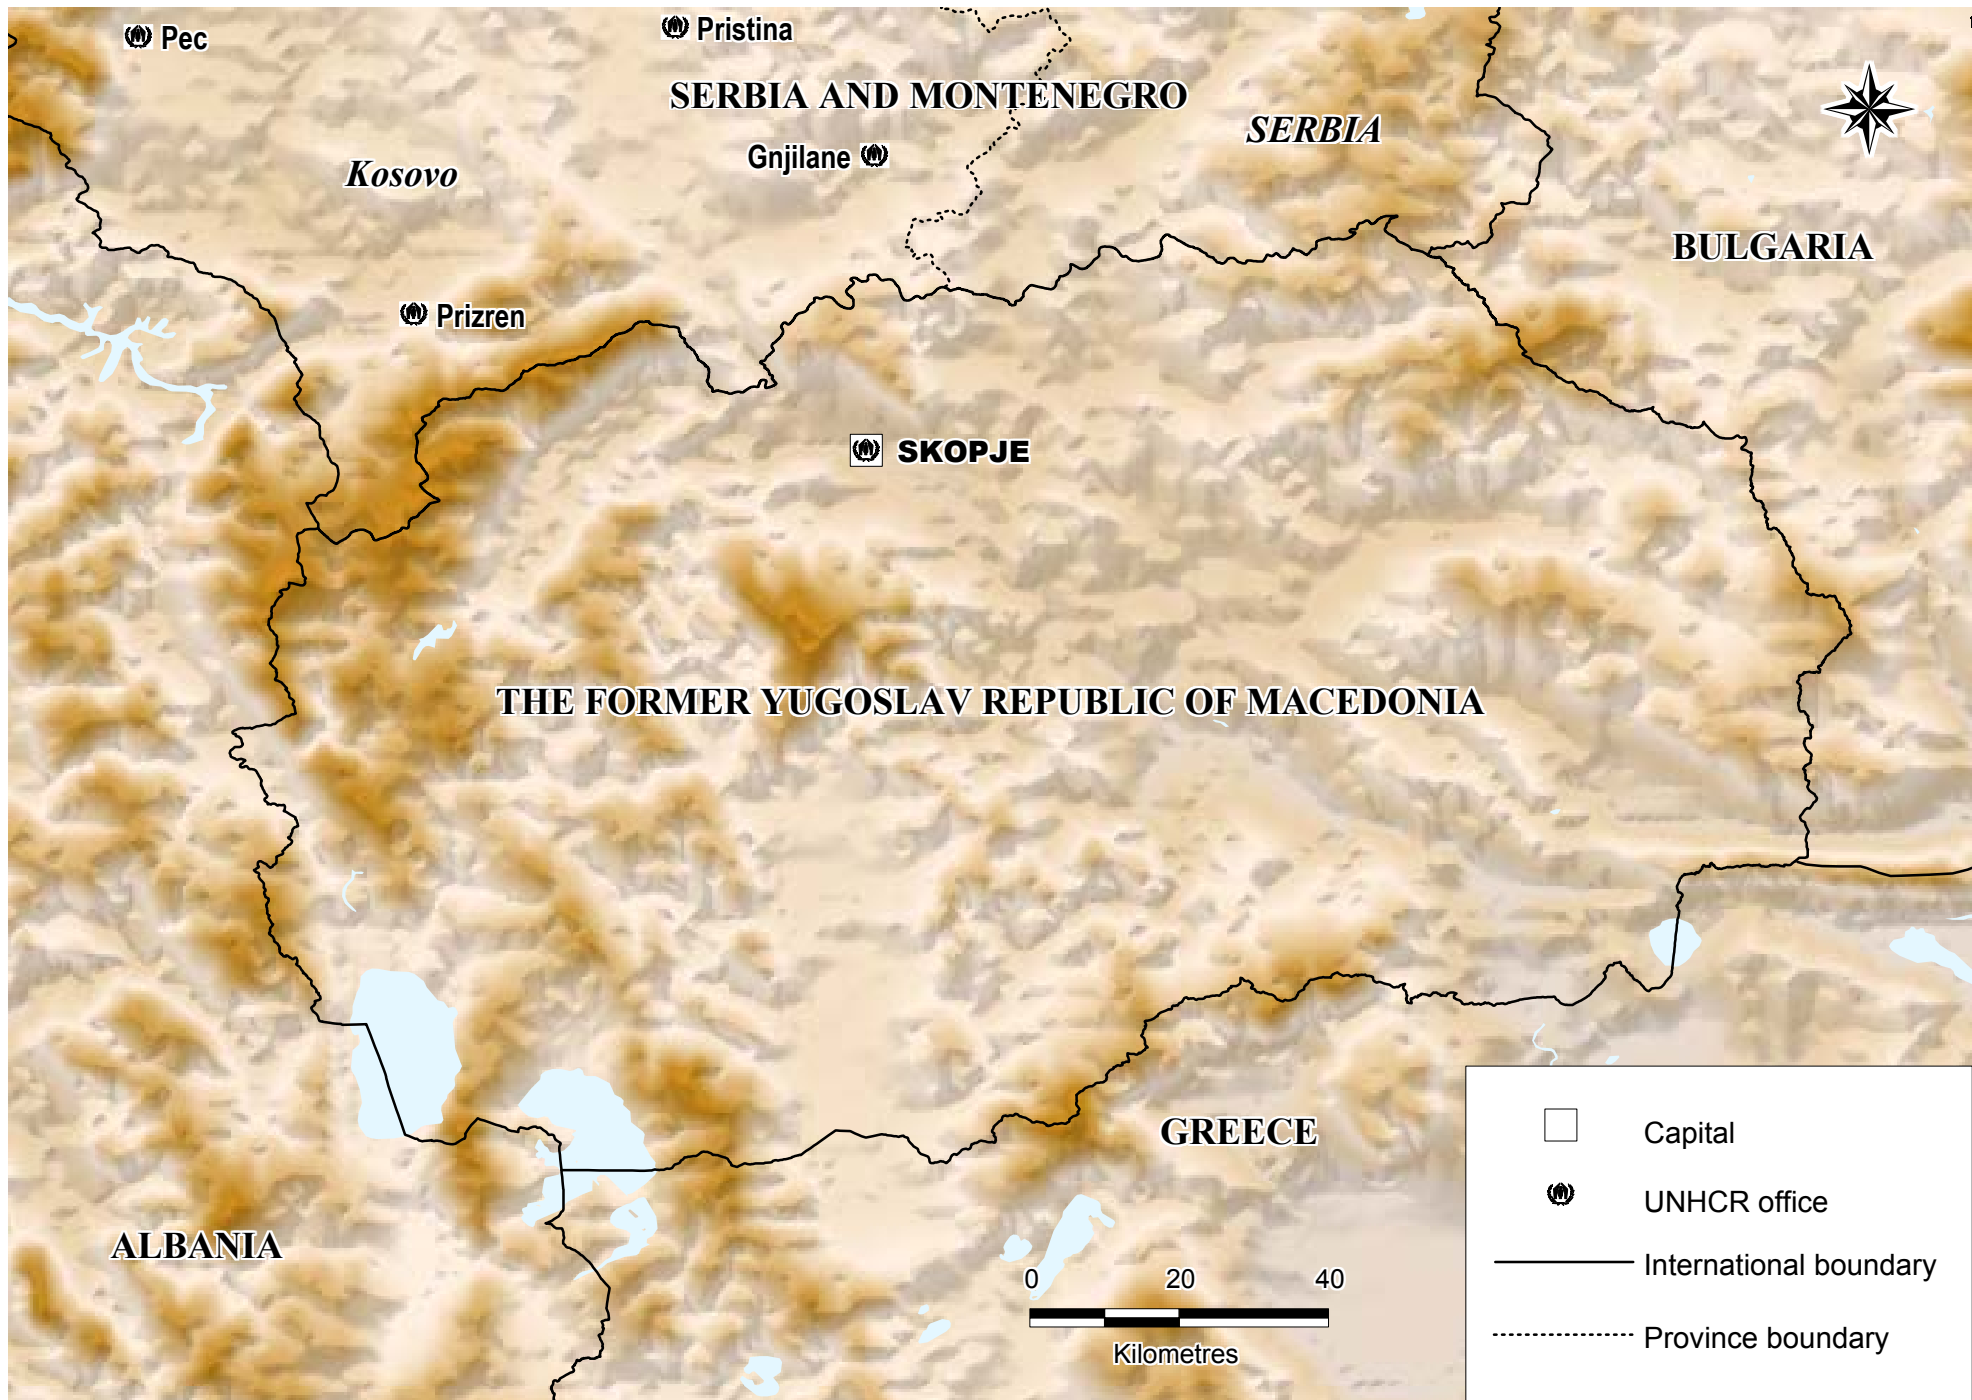 Pec
Pristina
SERBIA AND MONTENEGRO
SERBIA
Gnjilane
Kosovo
BULGARIA
Prizren
SKOPJE
THE FORMER YUGOSLAV REPUBLIC OF MACEDONIA
GREECE
ALBANIA
0 20 40
Kilometres
Capital
UNHCR office
International boundary
Province boundary